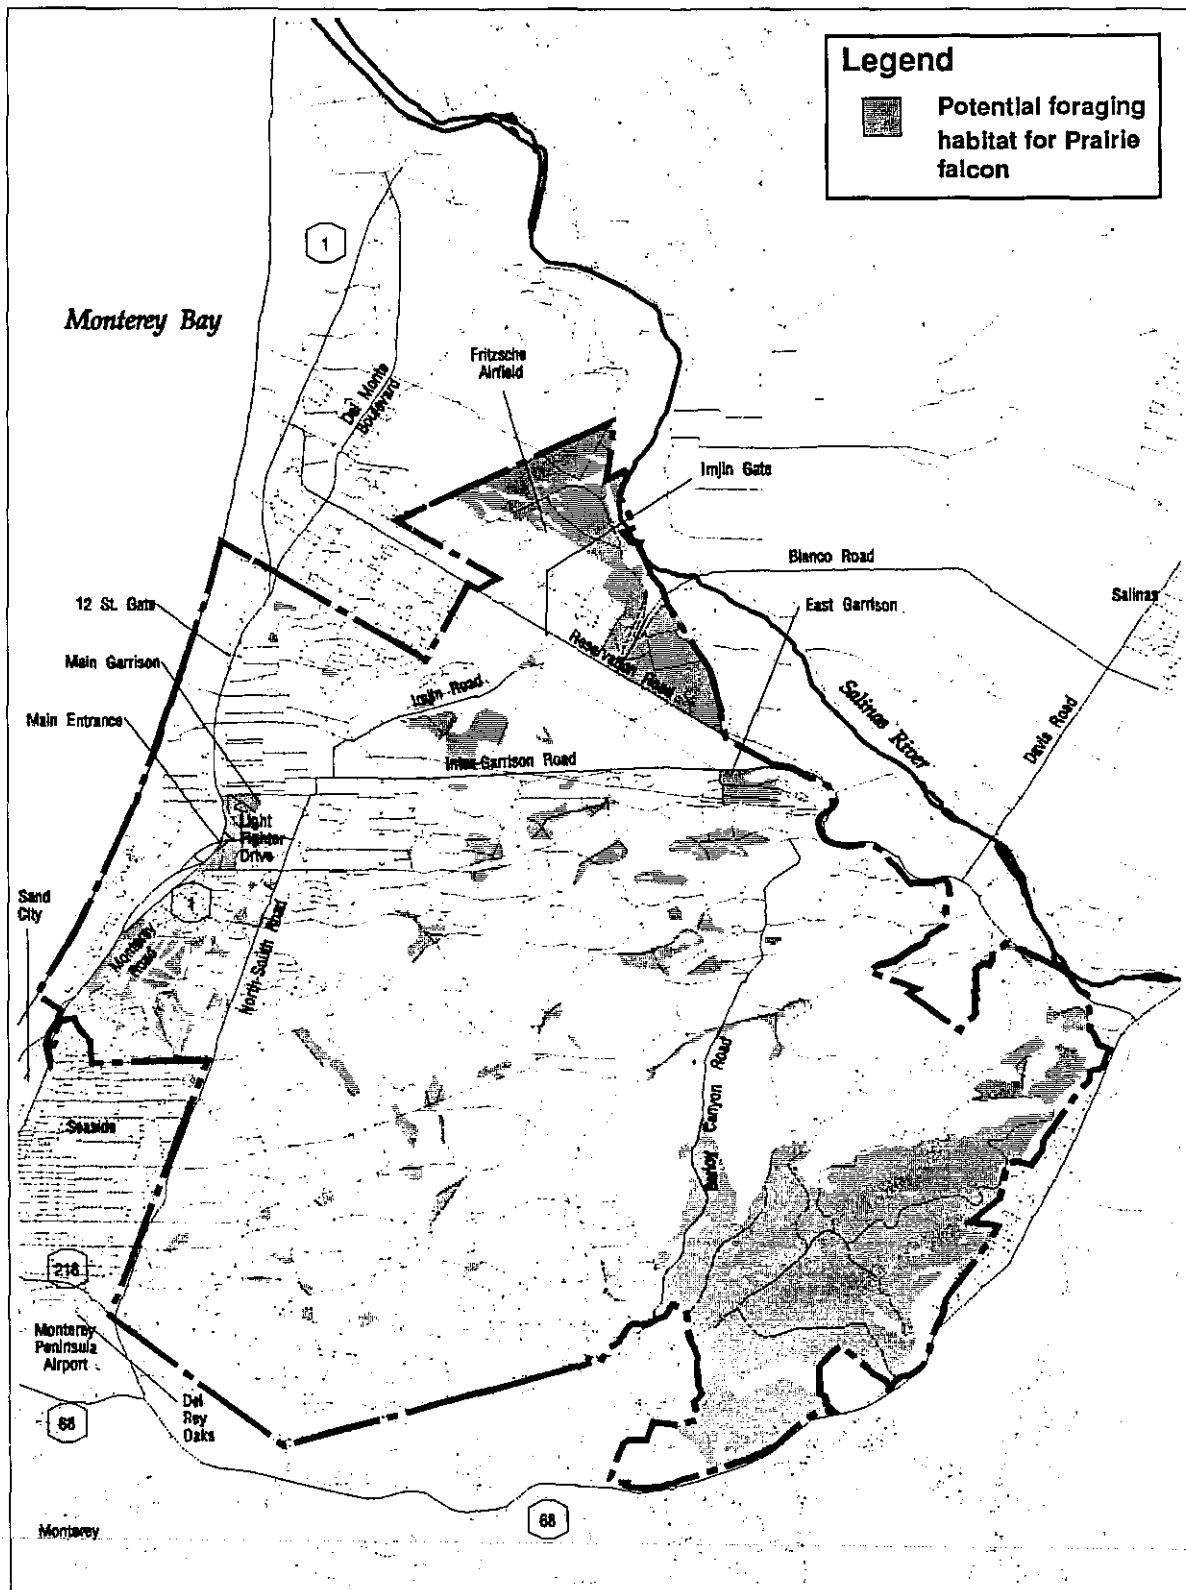 Legend
Potential foraging
habitat for Prairie
falcon
1
Monterey Bay
Fritzsche
Airfield
Del Monte
Boulevard
Imjin Gate
Blanco Road
12 St. Gate
East Garrison
Salinas
Main Garrison
Reservation Road
Imjin Road
Salinas River
Main Entrance
Davis Road
Inter-Garrison Road
Light
Fighter
Drive
Sand
City
1
Monterey
Road
North-South Road
Barloy Canyon Road
Seaside
218
Monterey
Peninsula
Airport
Del
Rey
Oaks
68
68
Monterey